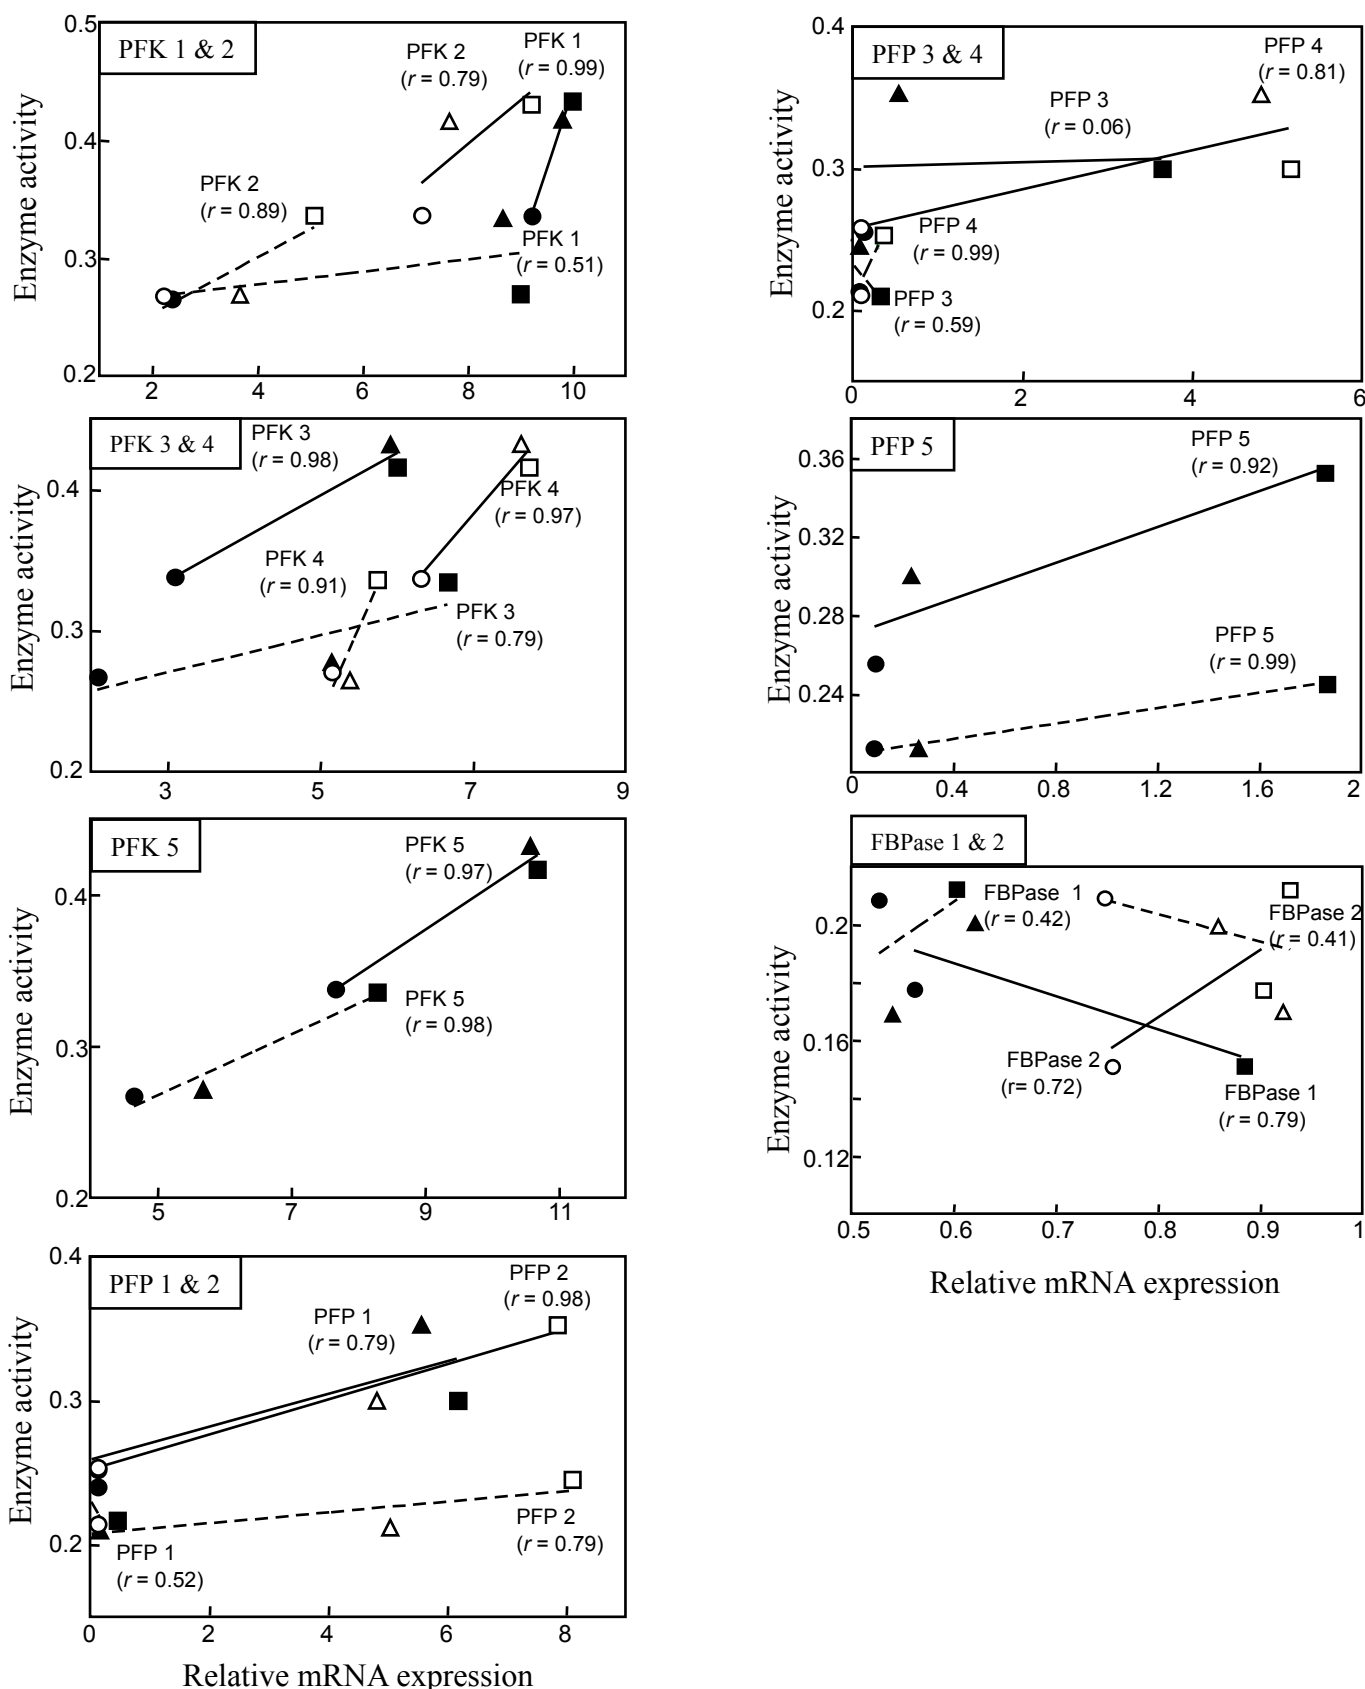 PFK 1 & 2
Enzyme activity
0.5
0.4
0.3
0.2
PFK 2
(r = 0.79)
PFK 1
(r = 0.99)
PFK 2
(r = 0.89)
PFK 1
(r = 0.51)
2 4 6 8 10
PFK 3 & 4
Enzyme activity
0.4
0.3
0.2
PFK 3
(r = 0.98)
PFK 4
(r = 0.97)
PFK 4
(r = 0.91)
PFK 3
(r = 0.79)
3 5 7 9
PFK 5
Enzyme activity
0.4
0.3
0.2
PFK 5
(r = 0.97)
PFK 5
(r = 0.98)
5 7 9 11
PFP 1 & 2
Enzyme activity
0.4
0.3
0.2
PFP 2
(r = 0.98)
PFP 1
(r = 0.79)
PFP 2
(r = 0.79)
PFP 1
(r = 0.52)
0 2 4 6 8
Relative mRNA expression
PFP 3 & 4
Enzyme activity
0.4
0.3
0.2
PFP 4
(r = 0.81)
PFP 3
(r = 0.06)
PFP 4
(r = 0.99)
PFP 3
(r = 0.59)
0 2 4 6
PFP 5
Enzyme activity
0.36
0.32
0.28
0.24
PFP 5
(r = 0.92)
PFP 5
(r = 0.99)
0 0.4 0.8 1.2 1.6 2
FBPase 1 & 2
Enzyme activity
0.2
0.16
0.12
FBPase 1
(r = 0.42)
FBPase 2
(r = 0.41)
FBPase 2
(r= 0.72)
FBPase 1
(r = 0.79)
0.5 0.6 0.7 0.8 0.9 1
Relative mRNA expression